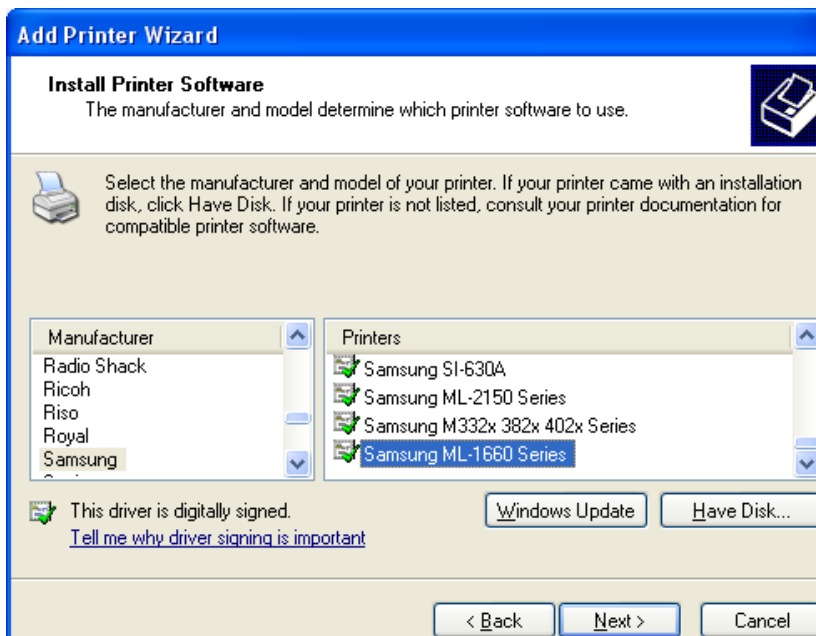 Add Printer Wizard
Install Printer Software
The manufacturer and model determine which printer software to use.
Select the manufacturer and model of your printer. If your printer came with an installation
disk, click Have Disk. If your printer is not listed, consult your printer documentation for
compatible printer software.
Manufacturer
Radio Shack
Ricoh
Riso
Royal
Samsung
Printers
Samsung SI-630A
Samsung ML-2150 Series
Samsung M332x 382x 402x Series
Samsung ML-1660 Series
This driver is digitally signed.
Tell me why driver signing is important
Windows Update
Have Disk...
< Back
Next >
Cancel